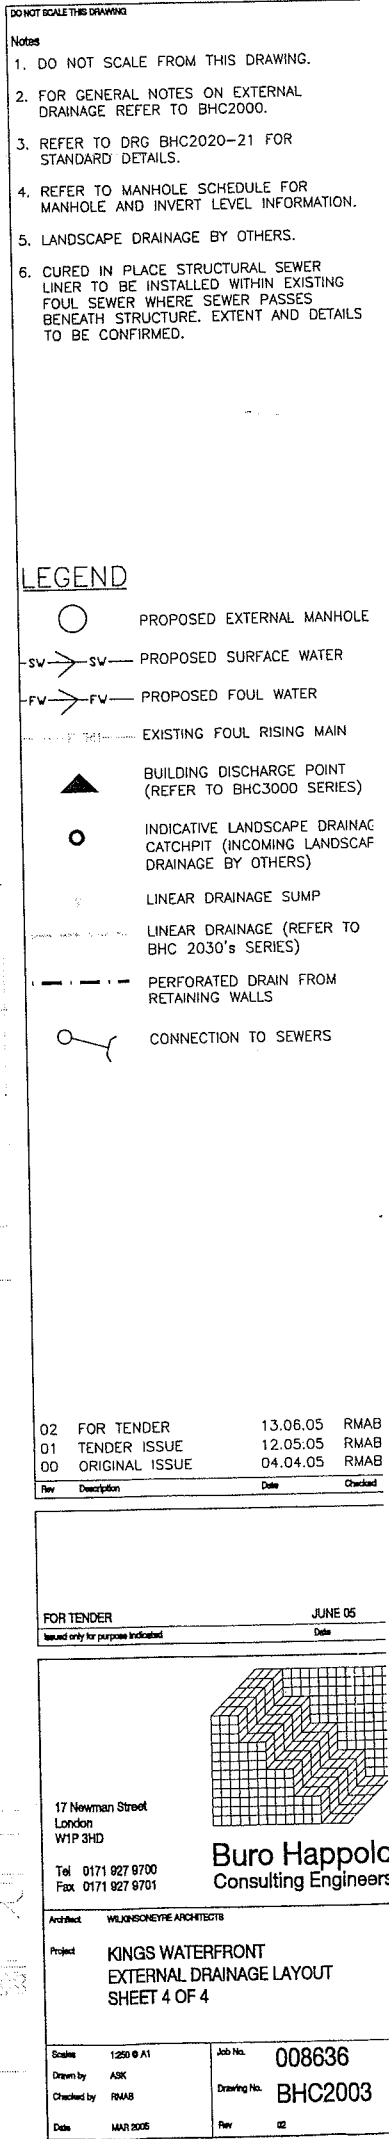 DO NOT SCALE THIS DRAWING
Notes
1. DO NOT SCALE FROM THIS DRAWING.
2. FOR GENERAL NOTES ON EXTERNAL
DRAINAGE REFER TO BHC2000.
3. REFER TO DRG BHC2020-21 FOR
STANDARD DETAILS.
4. REFER TO MANHOLE SCHEDULE FOR
MANHOLE AND INVERT LEVEL INFORMATION.
5. LANDSCAPE DRAINAGE BY OTHERS.
6. CURED IN PLACE STRUCTURAL SEWER
LINER TO BE INSTALLED WITHIN EXISTING
FOUL SEWER WHERE SEWER PASSES
BENEATH STRUCTURE. EXTENT AND DETAILS
TO BE CONFIRMED.
LEGEND
PROPOSED EXTERNAL MANHOLE
SW SW PROPOSED SURFACE WATER
FW FW PROPOSED FOUL WATER
EXISTING FOUL RISING MAIN
BUILDING DISCHARGE POINT
(REFER TO BHC3000 SERIES)
INDICATIVE LANDSCAPE DRAINAG
CATCHPIT (INCOMING LANDSCAP
DRAINAGE BY OTHERS)
LINEAR DRAINAGE SUMP
LINEAR DRAINAGE (REFER TO
BHC 2030's SERIES)
PERFORATED DRAIN FROM
RETAINING WALLS
CONNECTION TO SEWERS
02 FOR TENDER 13.06.05 RMAB
01 TENDER ISSUE 12.05.05 RMAB
00 ORIGINAL ISSUE 04.04.05 RMAB
Rev Description Date Checked
FOR TENDER JUNE 05
Issued only for purpose indicated Date
17 Newman Street
London
W1P 3HD
Tel 0171 927 9700
Fax 0171 927 9701
Buro Happolc
Consulting Engineers
Architect WILKINSONEYRE ARCHITECTS
Project KINGS WATERFRONT
EXTERNAL DRAINAGE LAYOUT
SHEET 4 OF 4
Scales 1:250 @ A1
Drawn by ASK
Checked by RMAB
Date MAR 2005
Job No. 008636
Drawing No. BHC2003
Rev 02